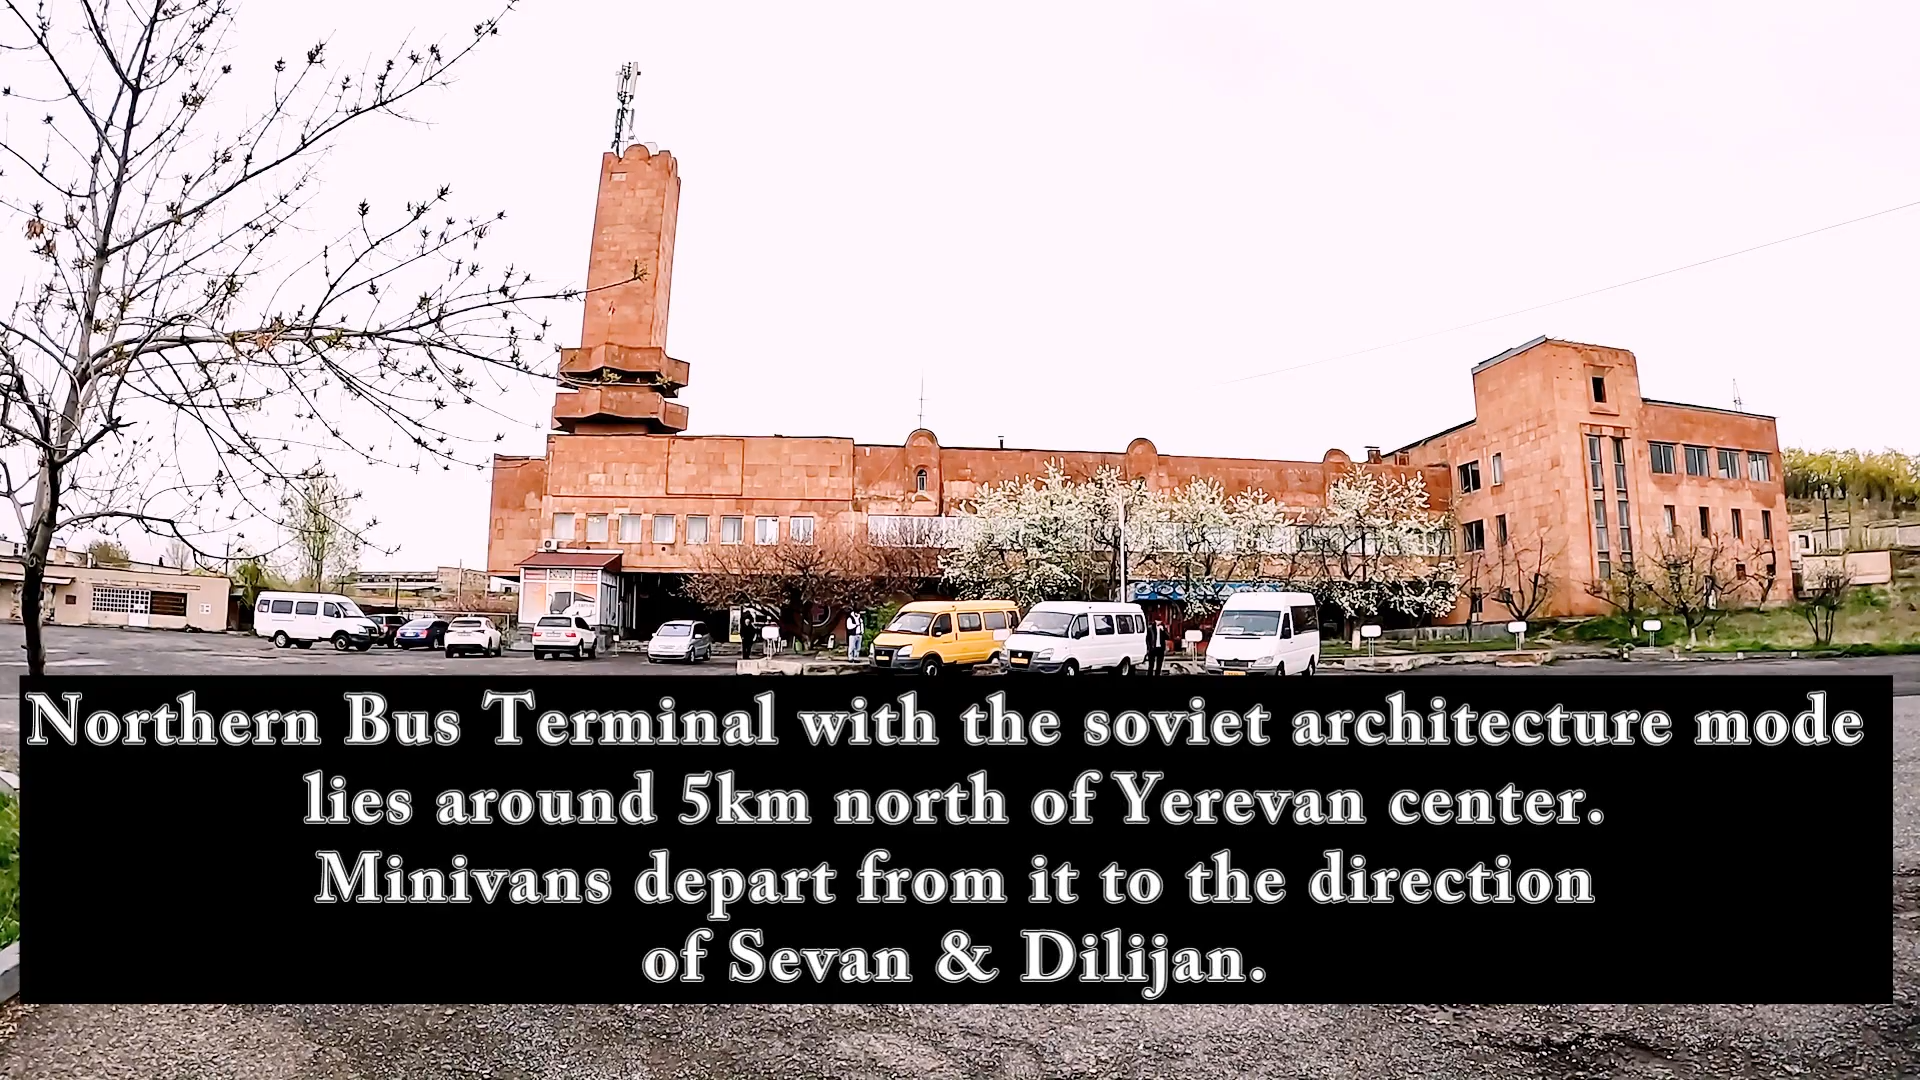 Northern Bus Terminal with the soviet architecture mode
lies around 5km north of Yerevan center.
Minivans depart from it to the direction
of Sevan & Dilijan.